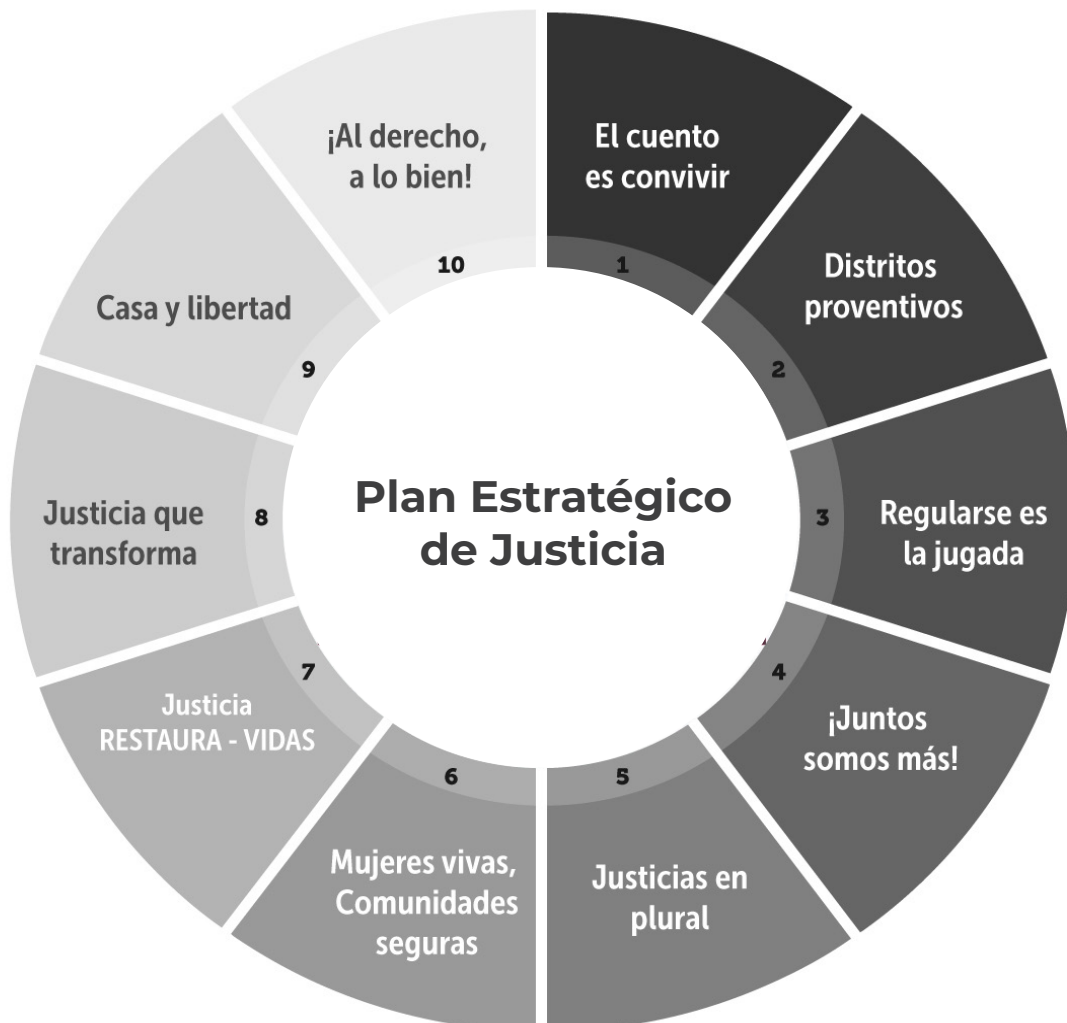 Plan Estratégico
de Justicia
El cuento
es convivir
1
Distritos
proventivos
2
Regularse es
la jugada
3
¡Juntos
somos más!
4
Justicias en
plural
5
Mujeres vivas,
Comunidades
seguras
6
Justicia
RESTAURA - VIDAS
7
Justicia que
transforma
8
Casa y libertad
9
¡Al derecho,
a lo bien!
10